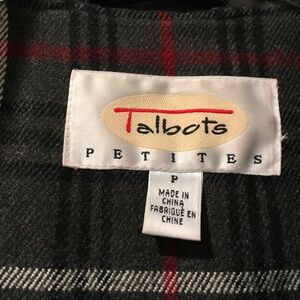 Talbots
PETITES
P
MADE IN
CHINA
FABRIQUÉ EN
CHINE